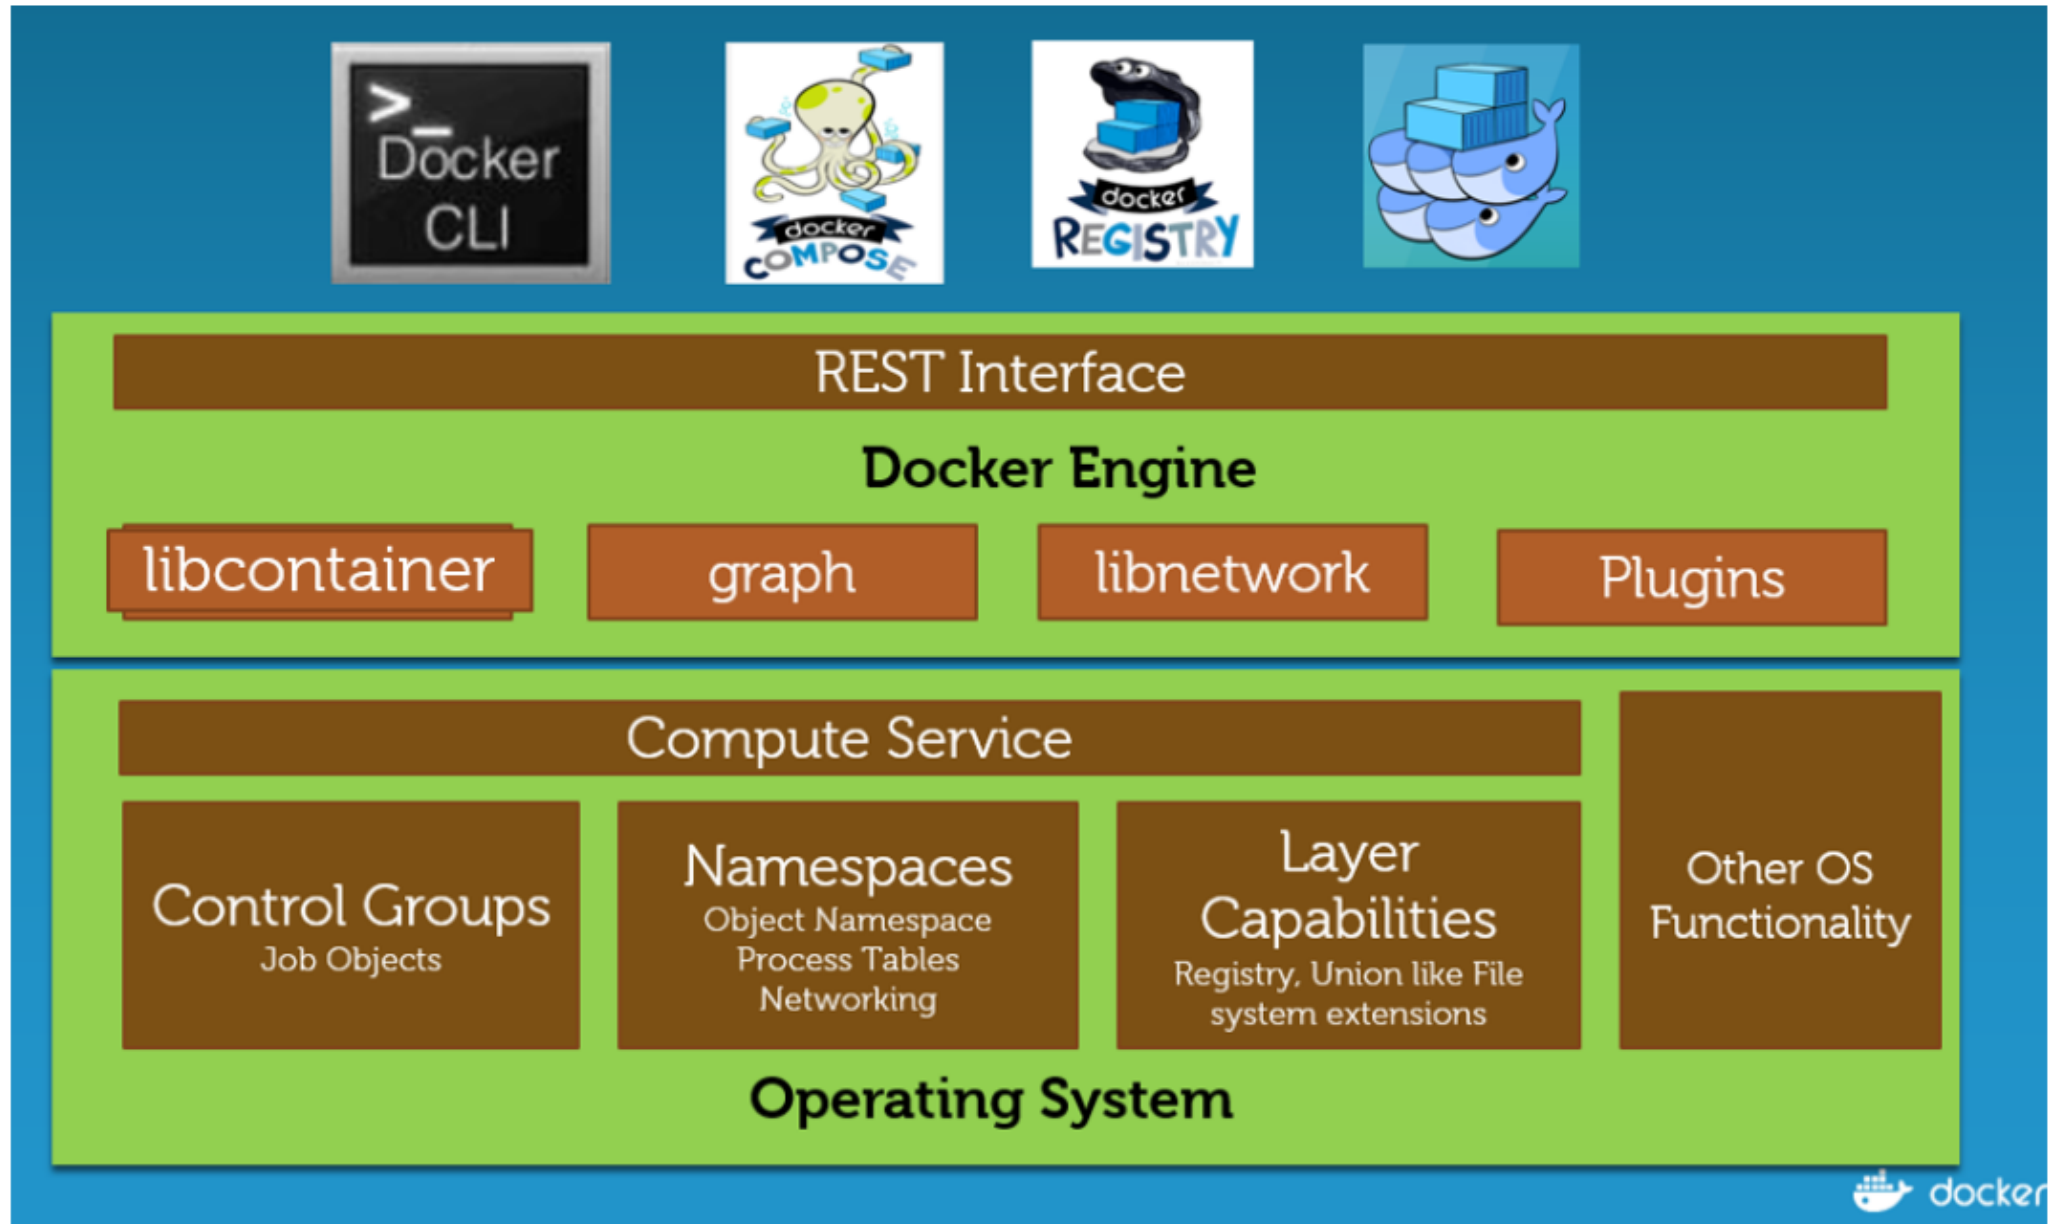 >_
Docker
CLI
docker
COMPOSE
docker
REGISTRY
REST Interface
Docker Engine
libcontainer
graph
libnetwork
Plugins
Compute Service
Control Groups
Job Objects
Namespaces
Object Namespace
Process Tables
Networking
Layer
Capabilities
Registry, Union like File
system extensions
Other OS
Functionality
Operating System
docker